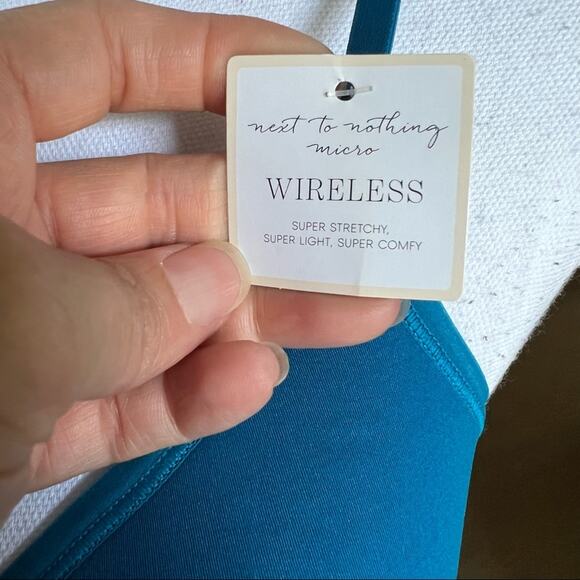 next to nothing
micro
WIRELESS
SUPER STRETCHY,
SUPER LIGHT, SUPER COMFY